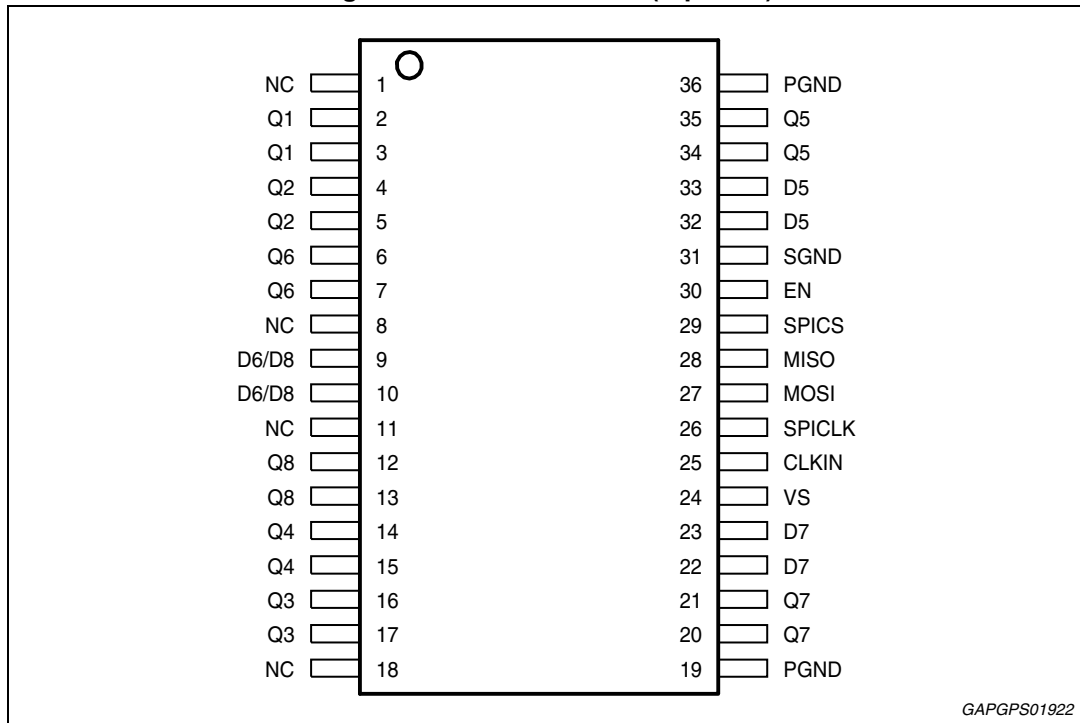 NC 1 36 PGND
Q1 2 35 Q5
Q1 3 34 Q5
Q2 4 33 D5
Q2 5 32 D5
Q6 6 31 SGND
Q6 7 30 EN
NC 8 29 SPICS
D6/D8 9 28 MISO
D6/D8 10 27 MOSI
NC 11 26 SPICLK
Q8 12 25 CLKIN
Q8 13 24 VS
Q4 14 23 D7
Q4 15 22 D7
Q3 16 21 Q7
Q3 17 20 Q7
NC 18 19 PGND
GAPGPS01922